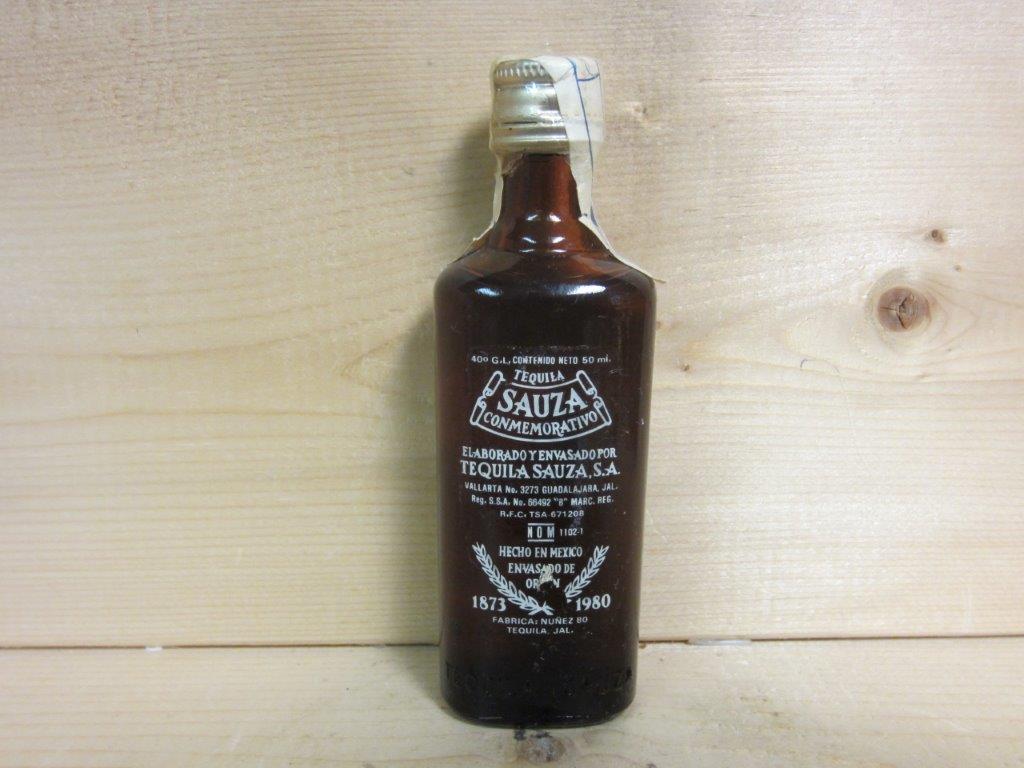 40º G.L. CONTENIDO NETO 50 ml.
TEQUILA
SAUZA
CONMEMORATIVO
ELABORADO Y ENVASADO POR
TEQUILA SAUZA, S.A.
VALLARTA No. 3273 GUADALAJARA, JAL.
Reg. S.S.A. No. 66492 "B" MARC. REG.
R.F.C. TSA-671208
NOM 1102-1
HECHO EN MEXICO
ENVASADO DE
1873 1980
FABRICA: NUÑEZ 80
TEQUILA, JAL.